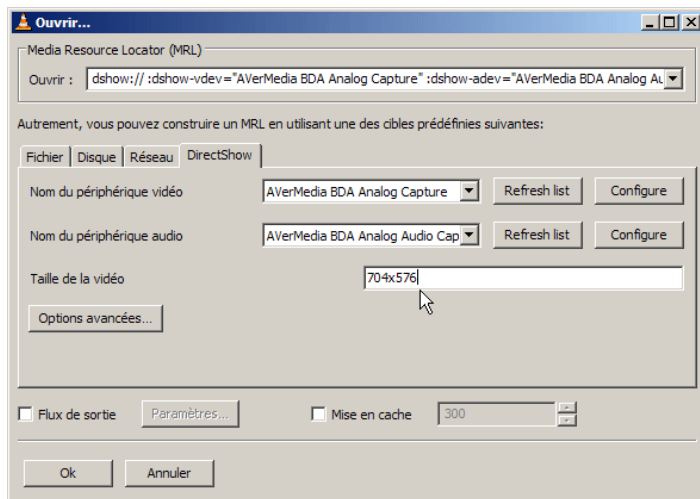 Ouvrir...
Media Resource Locator (MRL)
Ouvrir : dshow:// :dshow-vdev="AVerMedia BDA Analog Capture" :dshow-adev="AVerMedia BDA Analog Au
Autrement, vous pouvez construire un MRL en utilisant une des cibles prédéfinies suivantes:
Fichier Disque Réseau DirectShow
Nom du périphérique vidéo AVerMedia BDA Analog Capture Refresh list Configure
Nom du périphérique audio AVerMedia BDA Analog Audio Cap Refresh list Configure
Taille de la vidéo 704x576
Options avancées...
Flux de sortie Paramètres... Mise en cache 300
Ok Annuler